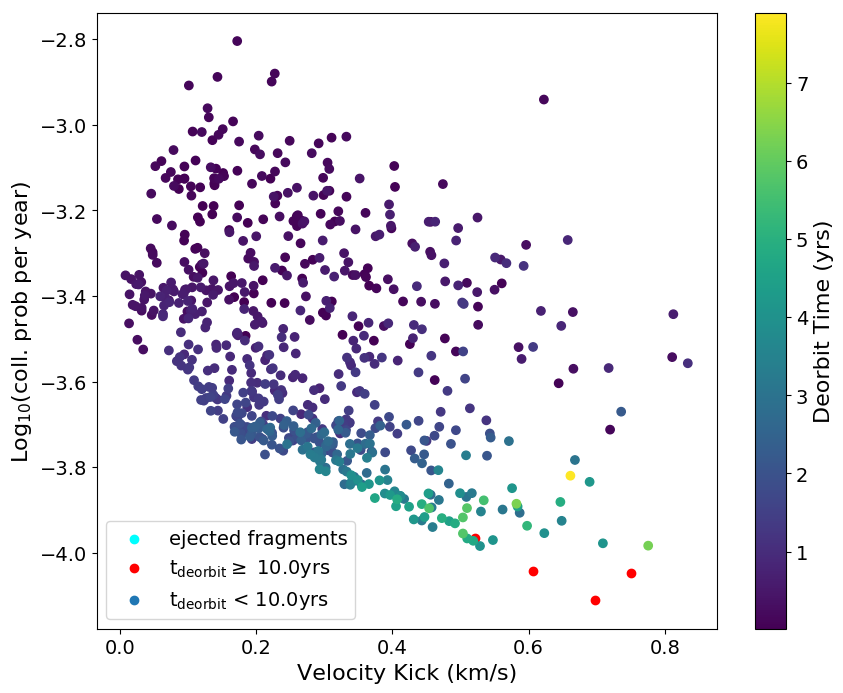 −2.8
−3.0
−3.2
−3.4
−3.6
−3.8
−4.0
Log₁₀(coll. prob per year)
0.0 0.2 0.4 0.6 0.8
Velocity Kick (km/s)
ejected fragments
t_deorbit ≥ 10.0yrs
t_deorbit < 10.0yrs
7
6
5
4
3
2
1
Deorbit Time (yrs)